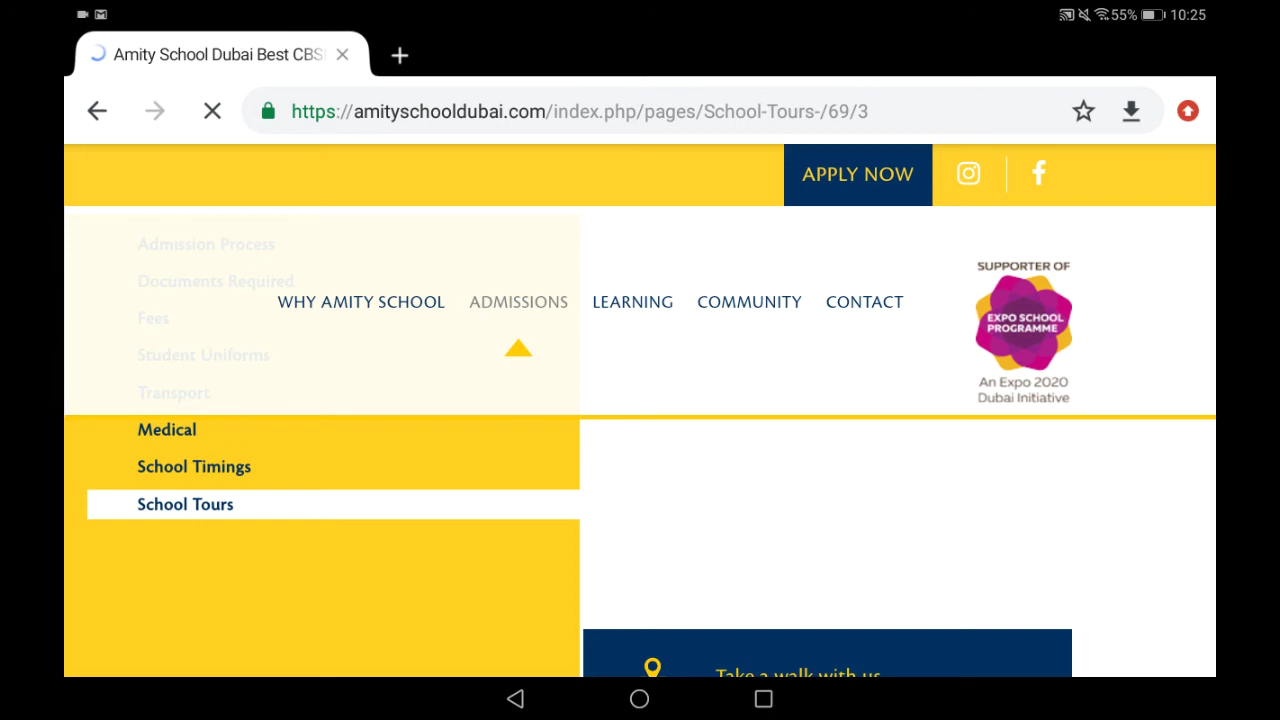 55% 10:25
Amity School Dubai Best CBS
https://amityschooldubai.com/index.php/pages/School-Tours-/69/3
APPLY NOW
Admission Process
Documents Required
Fees
Student Uniforms
Transport
Medical
School Timings
School Tours
WHY AMITY SCHOOL ADMISSIONS LEARNING COMMUNITY CONTACT
SUPPORTER OF
EXPO SCHOOL
PROGRAMME
An Expo 2020
Dubai Initiative
Take a walk with us